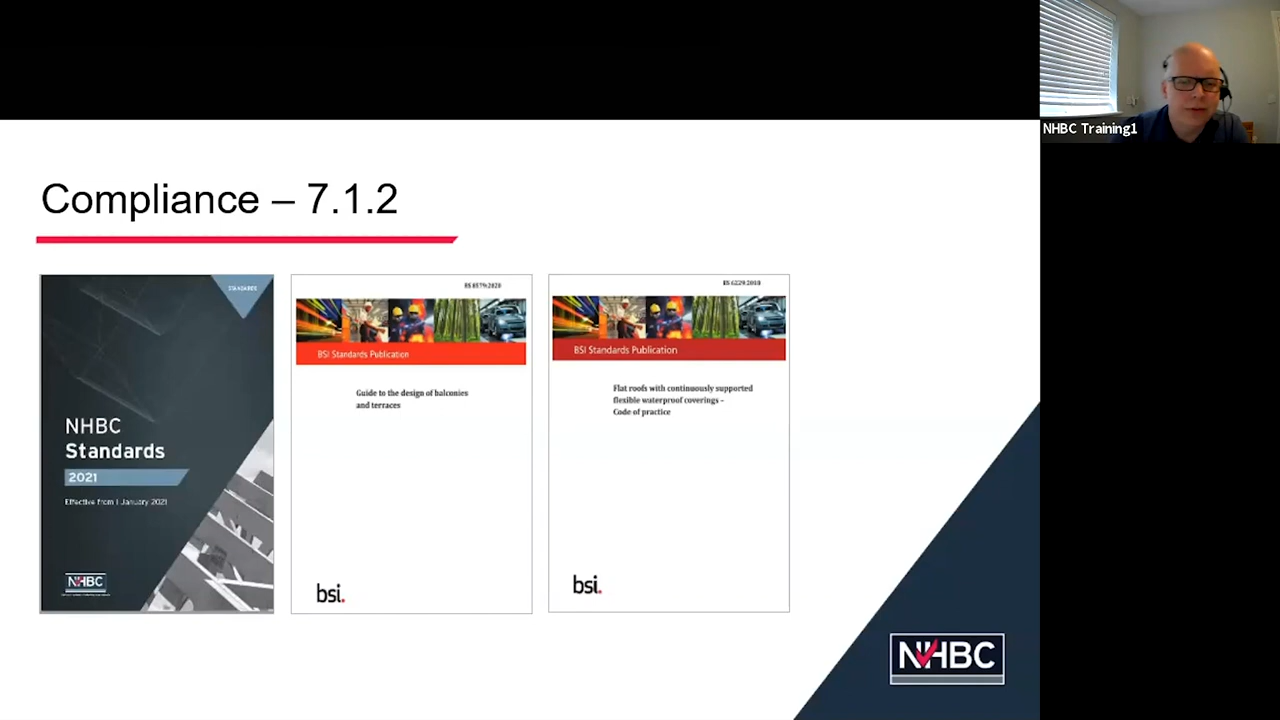 Compliance – 7.1.2
STANDARDS
NHBC
Standards
2021
Effective from 1 January 2021
NHBC
BS 8579:2020
BSI Standards Publication
Guide to the design of balconies
and terraces
bsi.
BS 6229:2018
BSI Standards Publication
Flat roofs with continuously supported
flexible waterproof coverings –
Code of practice
bsi.
NHBC
NHBC Training1